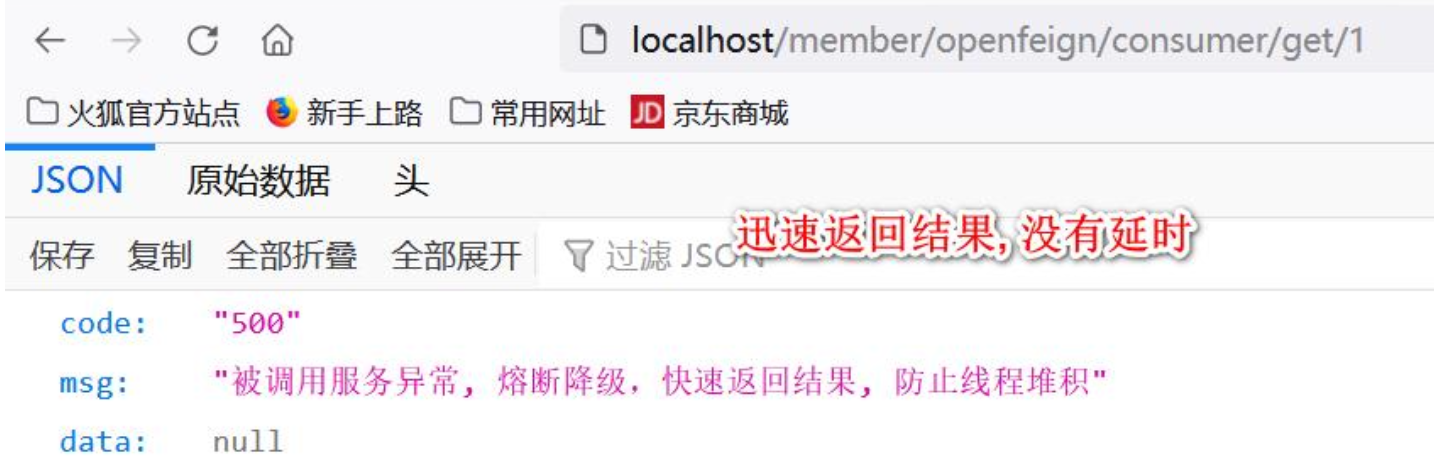 localhost/member/openfeign/consumer/get/1
火狐官方站点 新手上路 常用网址 JD 京东商城
JSON 原始数据 头
迅速返回结果,没有延时
保存 复制 全部折叠 全部展开 过滤 JSON
code: "500"
msg: "被调用服务异常, 熔断降级，快速返回结果, 防止线程堆积"
data: null